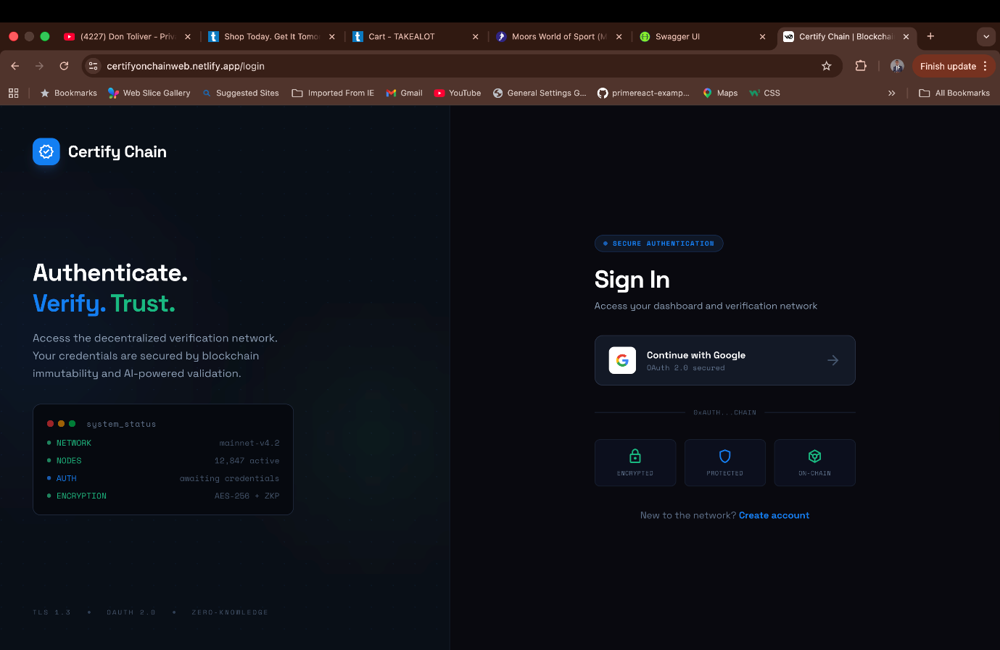 (4227) Don Toliver - Priv
Shop Today. Get It Tomo
Cart - TAKEALOT
Moors World of Sport (M
Swagger UI
Certify Chain | Blockchai
certifyonchainweb.netlify.app/login
Finish update
Bookmarks
Web Slice Gallery
Suggested Sites
Imported From IE
Gmail
YouTube
General Settings G...
primereact-examp...
Maps
CSS
All Bookmarks
Certify Chain
Authenticate.
Verify. Trust.
Access the decentralized verification network.
Your credentials are secured by blockchain
immutability and AI-powered validation.
system_status
NETWORK mainnet-v4.2
NODES 12,847 active
AUTH awaiting credentials
ENCRYPTION AES-256 + ZKP
TLS 1.3 • OAUTH 2.0 • ZERO-KNOWLEDGE
SECURE AUTHENTICATION
Sign In
Access your dashboard and verification network
Continue with Google
OAuth 2.0 secured
0xAUTH...CHAIN
ENCRYPTED
PROTECTED
ON-CHAIN
New to the network? Create account